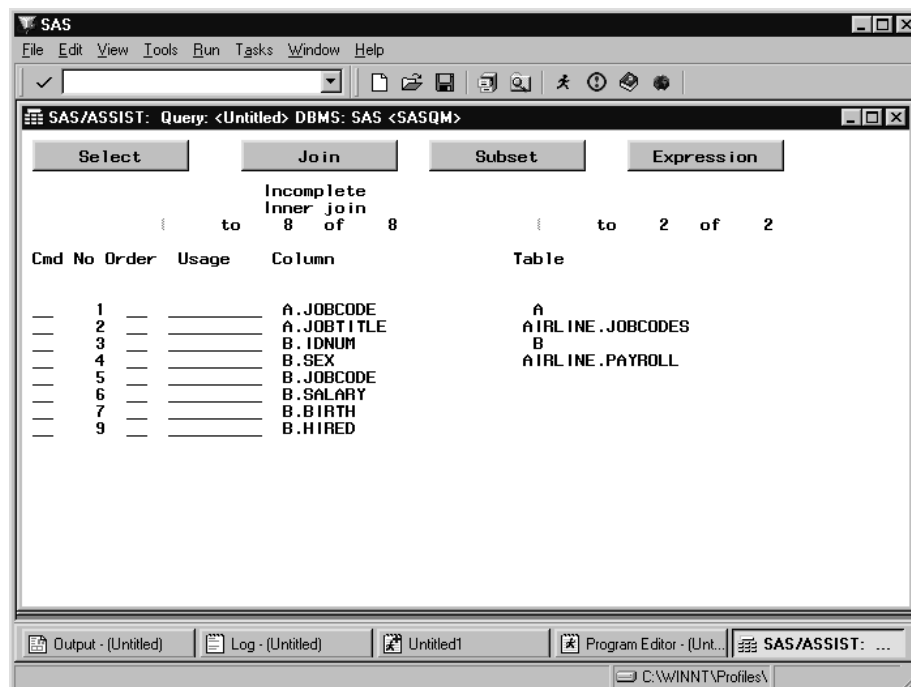 SAS
File Edit View Tools Run Tasks Window Help
SAS/ASSIST: Query: <Untitled> DBMS: SAS <SASQM>
Select Join Subset Expression
Incomplete
Inner join
to 8 of 8 to 2 of 2
Cmd No Order Usage Column Table
1 A.JOBCODE A
2 A.JOBTITLE AIRLINE.JOBCODES
3 B.IDNUM B
4 B.SEX AIRLINE.PAYROLL
5 B.JOBCODE
6 B.SALARY
7 B.BIRTH
9 B.HIRED
Output - (Untitled) Log - (Untitled) Untitled1 Program Editor - (Unt... SAS/ASSIST: ...
C:\WINNT\Profiles\